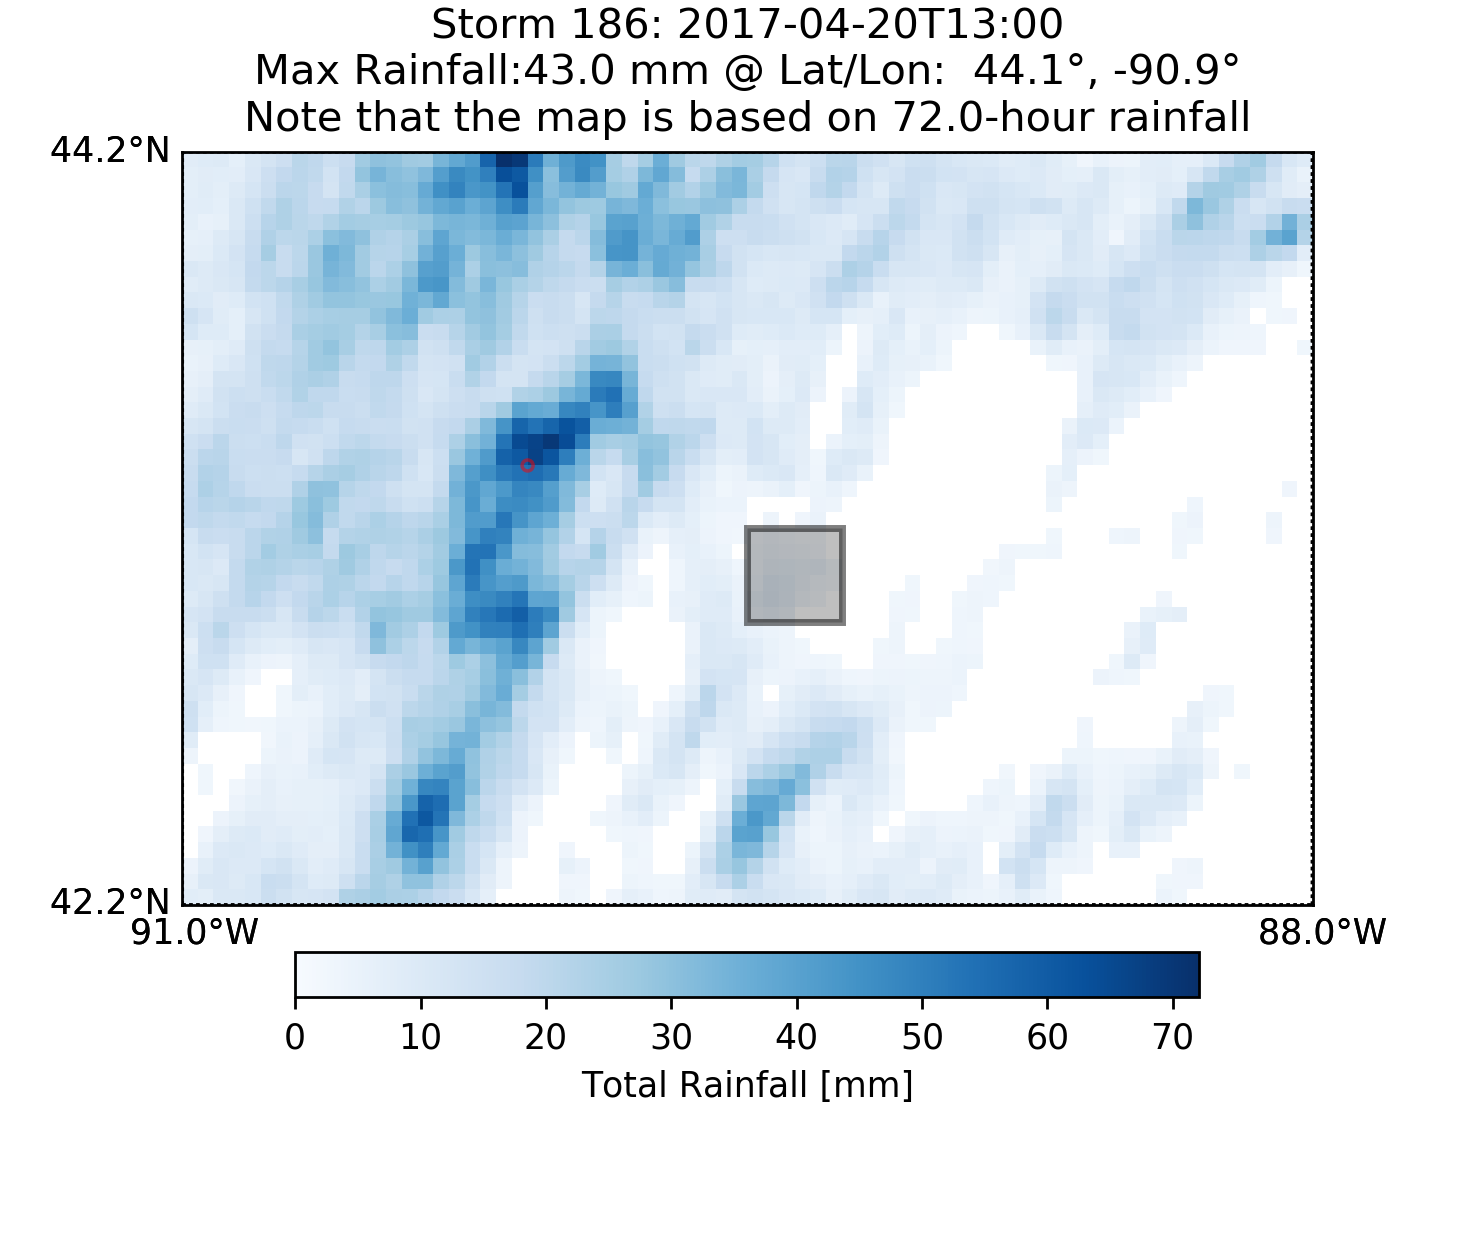 Storm 186: 2017-04-20T13:00
Max Rainfall:43.0 mm @ Lat/Lon:  44.1°, -90.9°
Note that the map is based on 72.0-hour rainfall
44.2°N
42.2°N
91.0°W 88.0°W
0 10 20 30 40 50 60 70
Total Rainfall [mm]